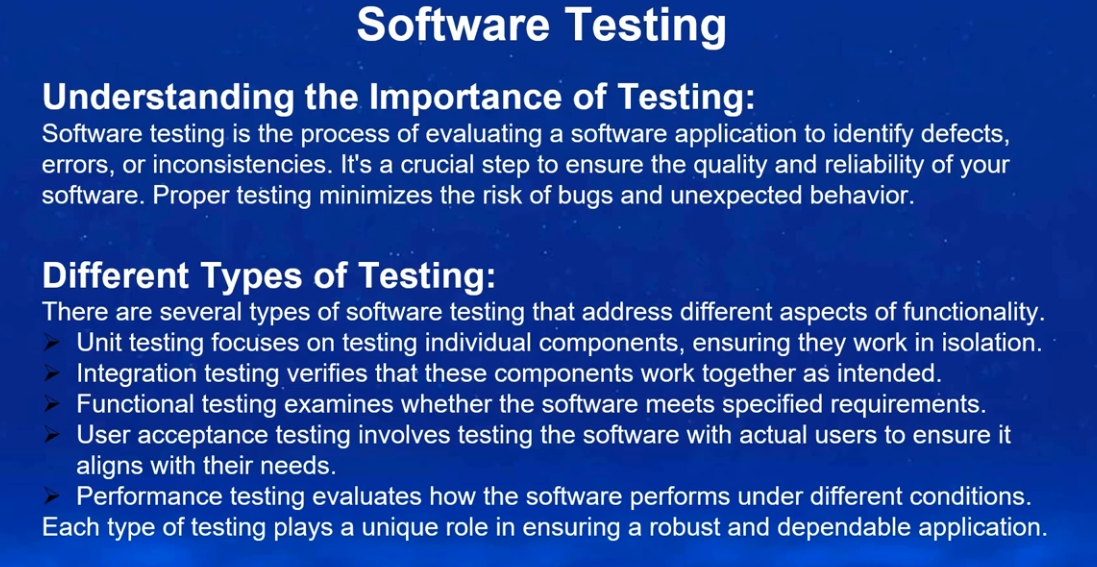 Software Testing
Understanding the Importance of Testing:
Software testing is the process of evaluating a software application to identify defects,
errors, or inconsistencies. It's a crucial step to ensure the quality and reliability of your
software. Proper testing minimizes the risk of bugs and unexpected behavior.
Different Types of Testing:
There are several types of software testing that address different aspects of functionality.
➢ Unit testing focuses on testing individual components, ensuring they work in isolation.
➢ Integration testing verifies that these components work together as intended.
➢ Functional testing examines whether the software meets specified requirements.
➢ User acceptance testing involves testing the software with actual users to ensure it
aligns with their needs.
➢ Performance testing evaluates how the software performs under different conditions.
Each type of testing plays a unique role in ensuring a robust and dependable application.